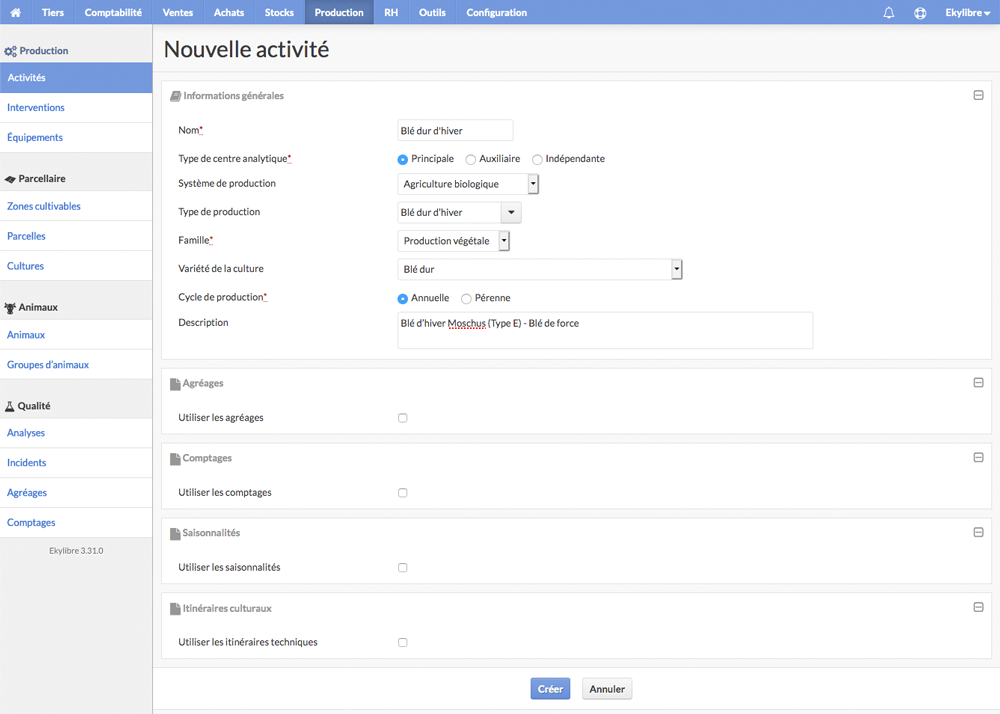 Tiers Comptabilité Ventes Achats Stocks Production RH Outils Configuration Ekylibre
Production
Activités
Interventions
Équipements
Parcellaire
Zones cultivables
Parcelles
Cultures
Animaux
Animaux
Groupes d'animaux
Qualité
Analyses
Incidents
Agréages
Comptages
Ekylibre 3.31.0
Nouvelle activité
Informations générales
Nom* Blé dur d'hiver
Type de centre analytique* Principale Auxiliaire Indépendante
Système de production Agriculture biologique
Type de production Blé dur d'hiver
Famille* Production végétale
Variété de la culture Blé dur
Cycle de production* Annuelle Pérenne
Description Blé d'hiver Moschus (Type E) - Blé de force
Agréages
Utiliser les agréages
Comptages
Utiliser les comptages
Saisonnalités
Utiliser les saisonnalités
Itinéraires culturaux
Utiliser les itinéraires techniques
Créer Annuler